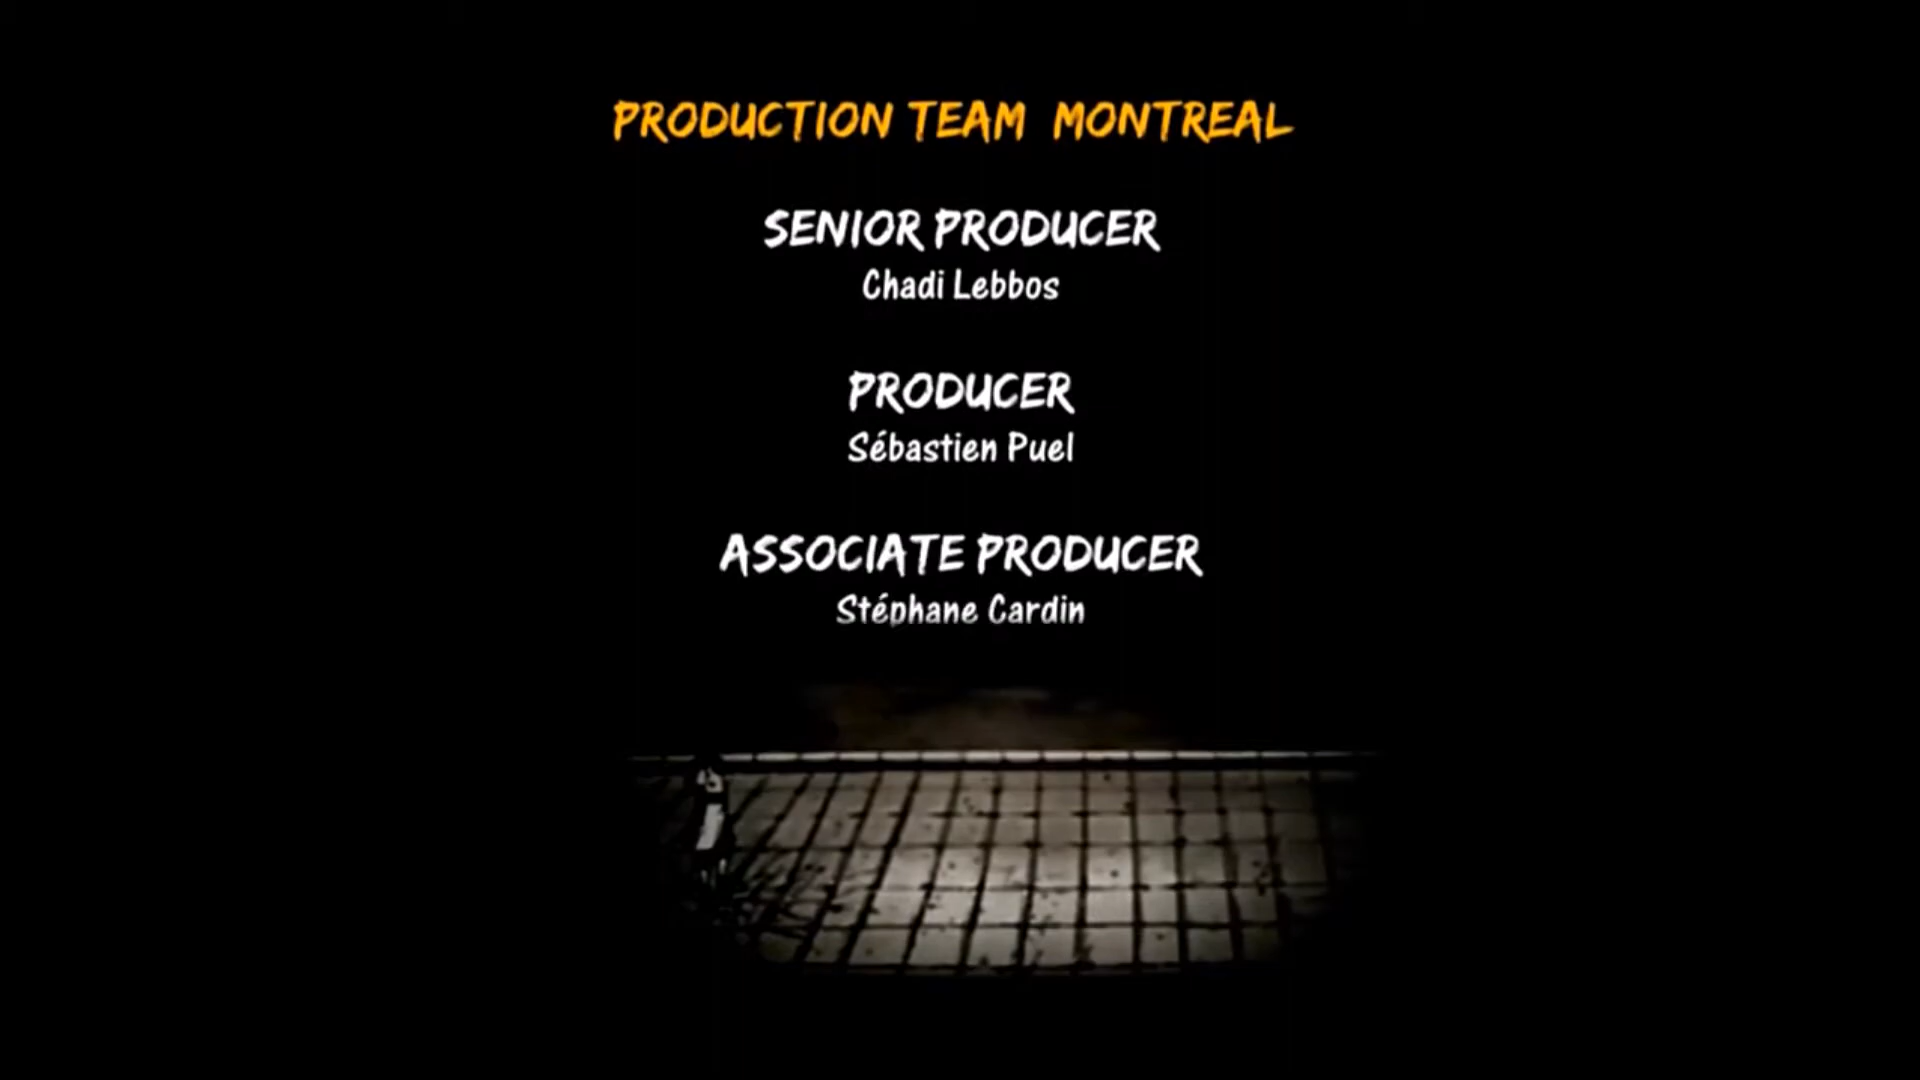 PRODUCTION TEAM MONTREAL
SENIOR PRODUCER
Chadi Lebbos
PRODUCER
Sébastien Puel
ASSOCIATE PRODUCER
Stéphane Cardin